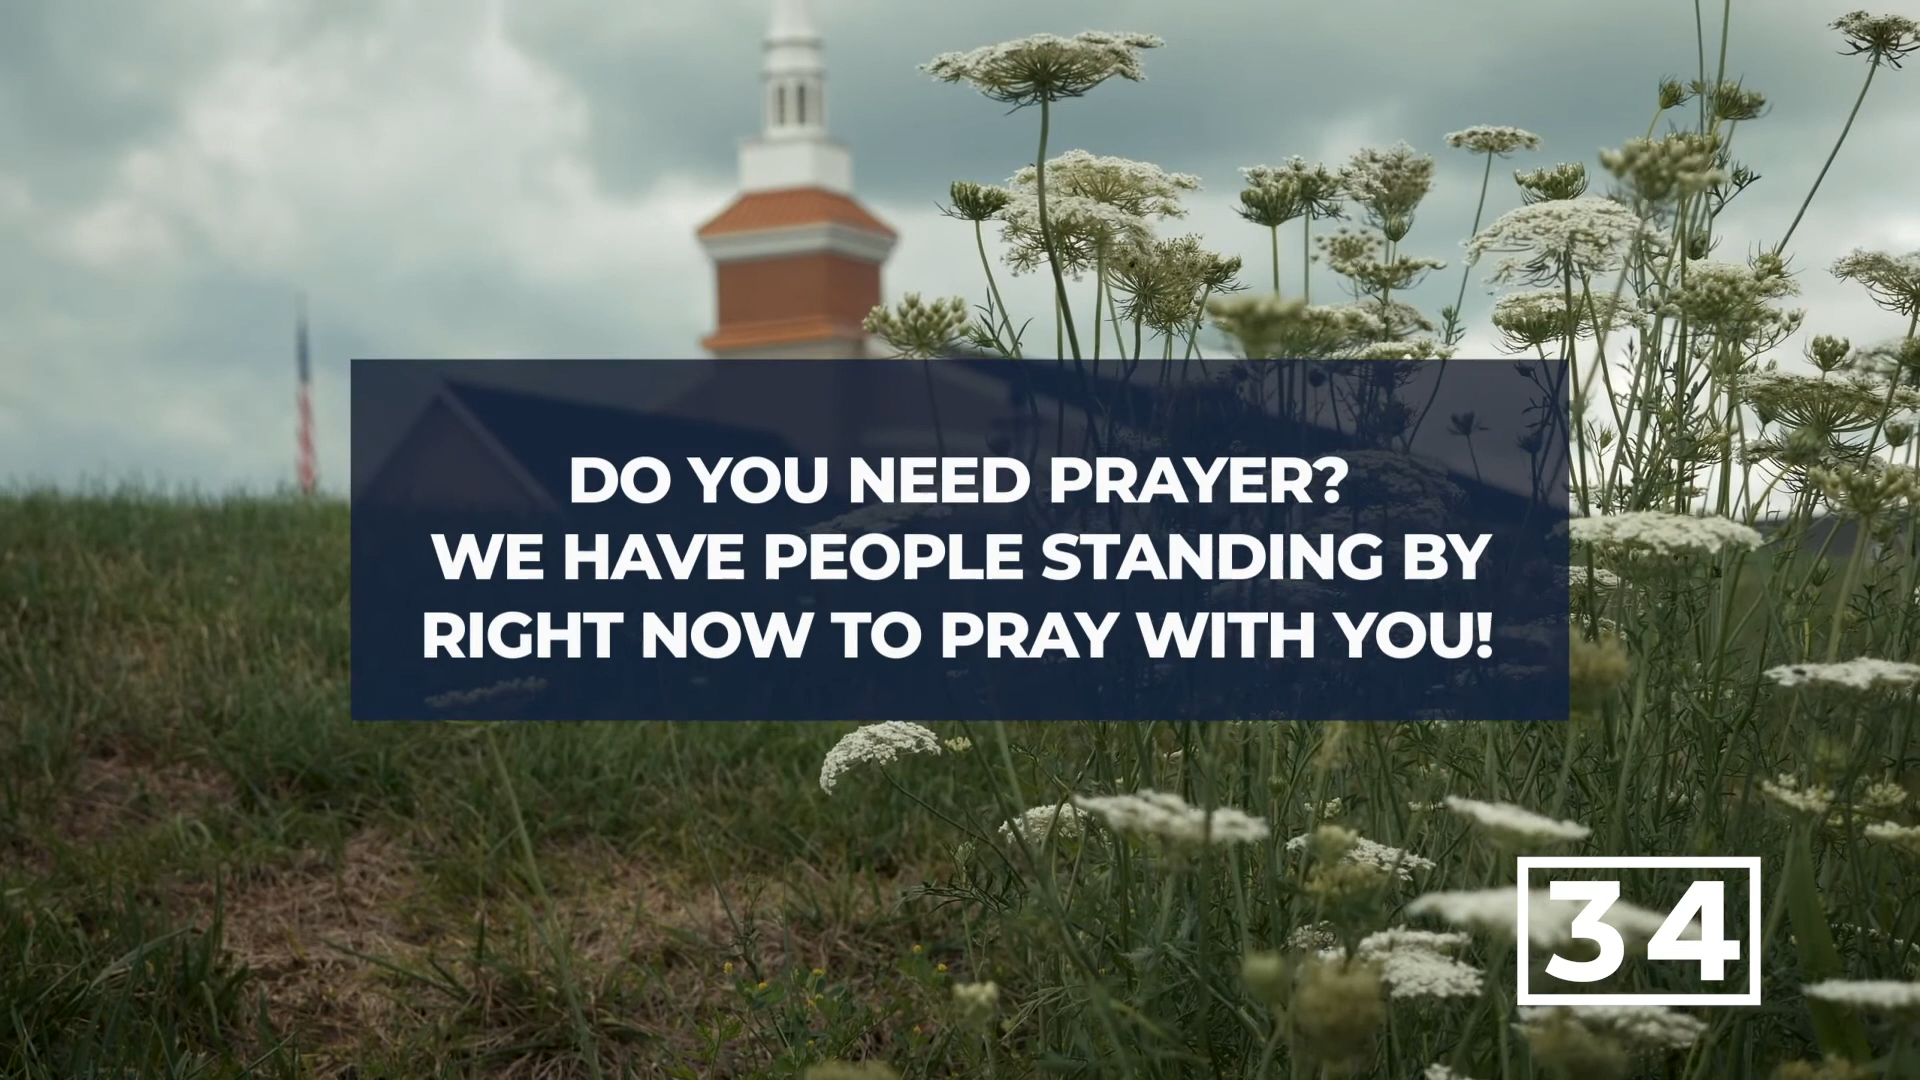 DO YOU NEED PRAYER?
WE HAVE PEOPLE STANDING BY
RIGHT NOW TO PRAY WITH YOU!
34